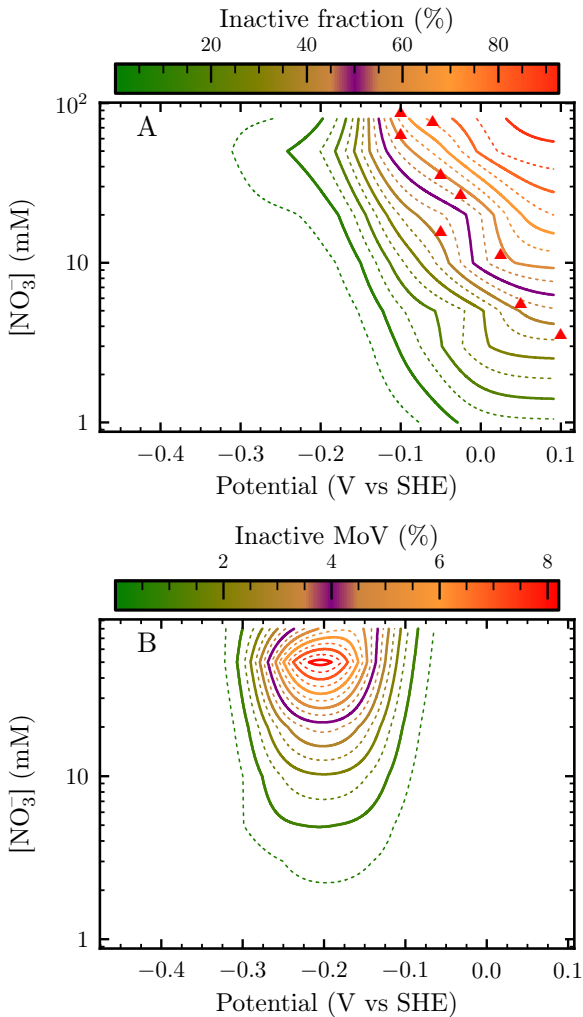 Inactive fraction (%)
20 40 60 80
A
10²
10
1
[NO₃⁻] (mM)
−0.4 −0.3 −0.2 −0.1 0.0 0.1
Potential (V vs SHE)
Inactive MoV (%)
2 4 6 8
B
10
1
[NO₃⁻] (mM)
−0.4 −0.3 −0.2 −0.1 0.0 0.1
Potential (V vs SHE)